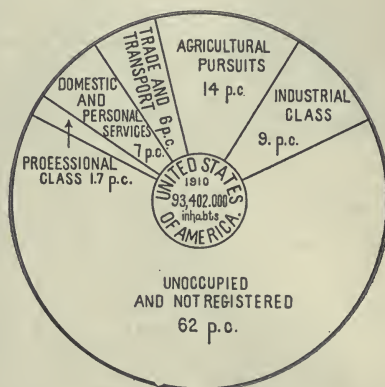 TRADE AND
TRANSPORT
6 p.c.
AGRICULTURAL
PURSUITS
14 p.c.
INDUSTRIAL
CLASS
9. p.c.
DOMESTIC
AND
PERSONAL
SERVICES
7 p.c.
PROEESSIONAL
CLASS 1.7 p.c.
UNITED STATES
1910
93,402.000
inhabts
OF AMERICA.
UNOCCUPIED
AND NOT REGISTERED
62 p.c.